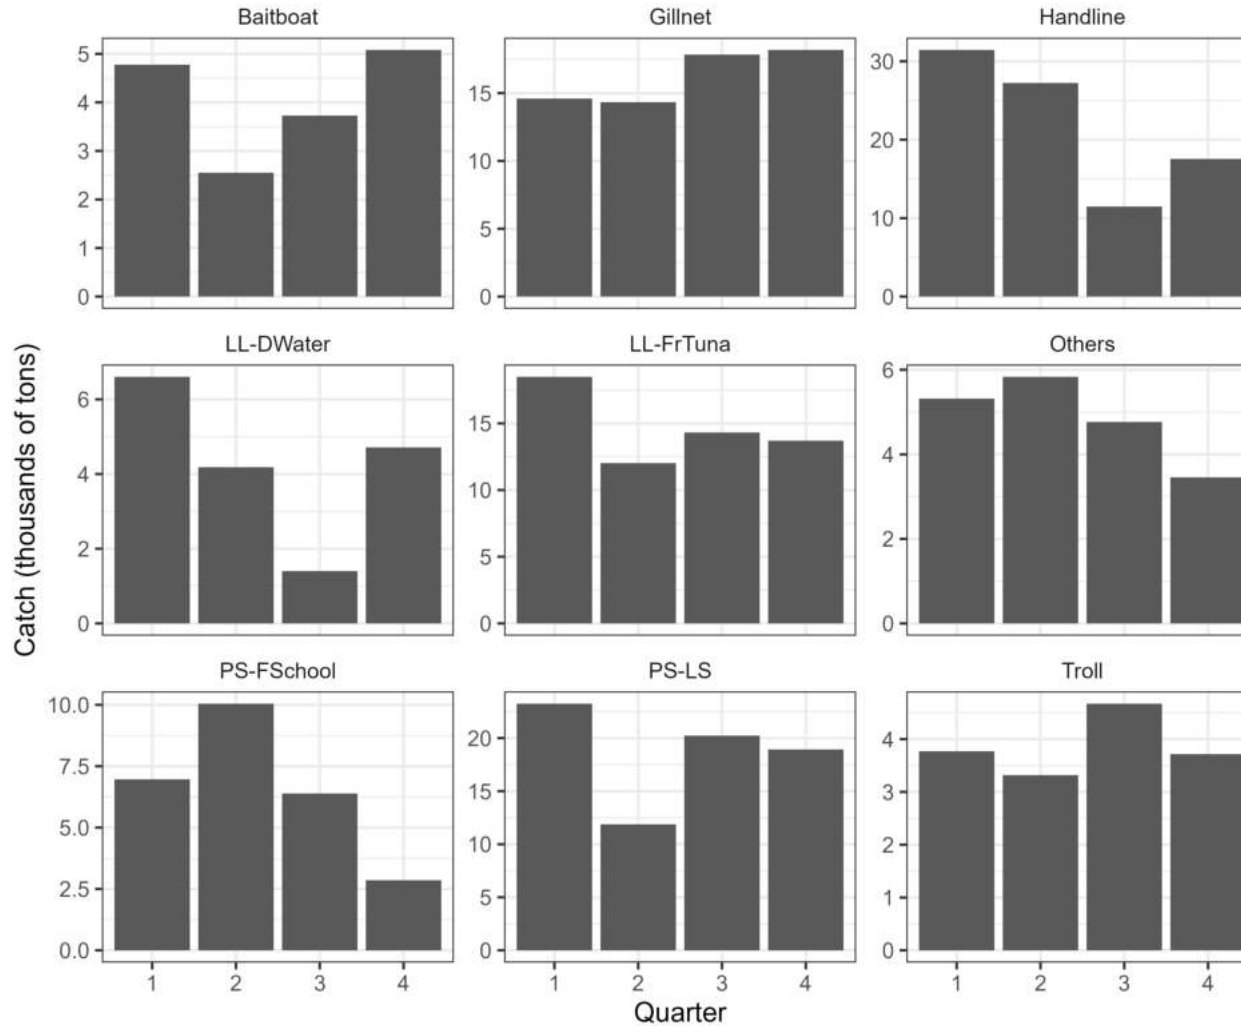 Baitboat
Gillnet
Handline
5
4
3
2
1
0
15
10
5
0
30
20
10
0
Catch (thousands of tons)
LL-DWater
LL-FrTuna
Others
6
4
2
0
15
10
5
0
6
4
2
0
PS-FSchool
PS-LS
Troll
10.0
7.5
5.0
2.5
0.0
20
15
10
5
0
4
3
2
1
0
1 2 3 4
1 2 3 4
1 2 3 4
Quarter